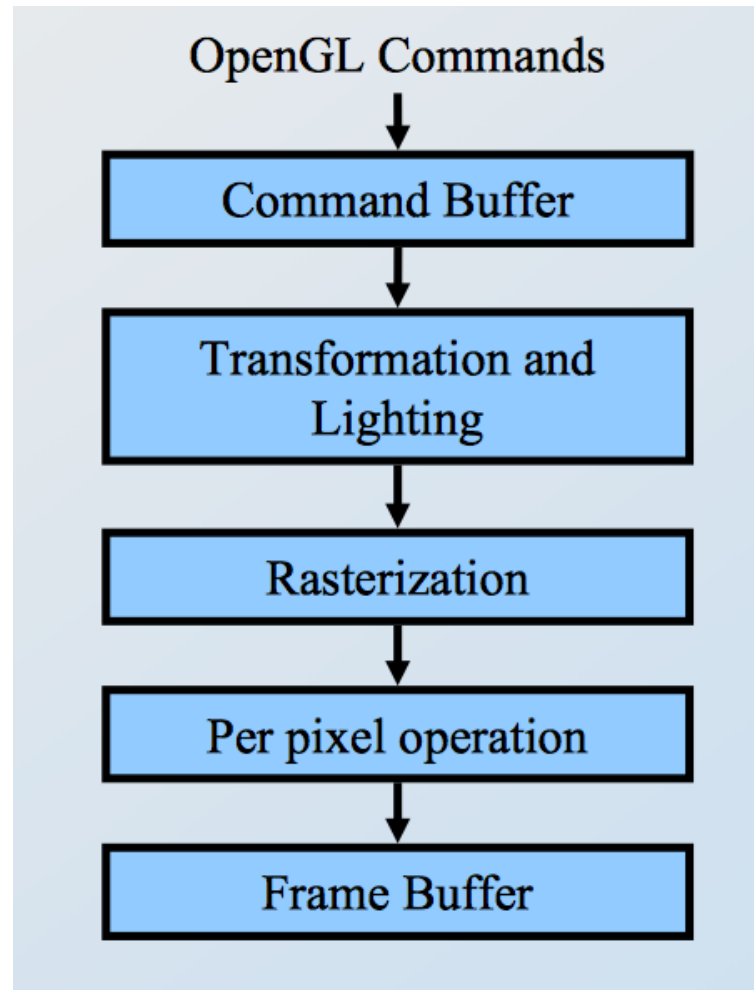 OpenGL Commands
Command Buffer
Transformation and
Lighting
Rasterization
Per pixel operation
Frame Buffer